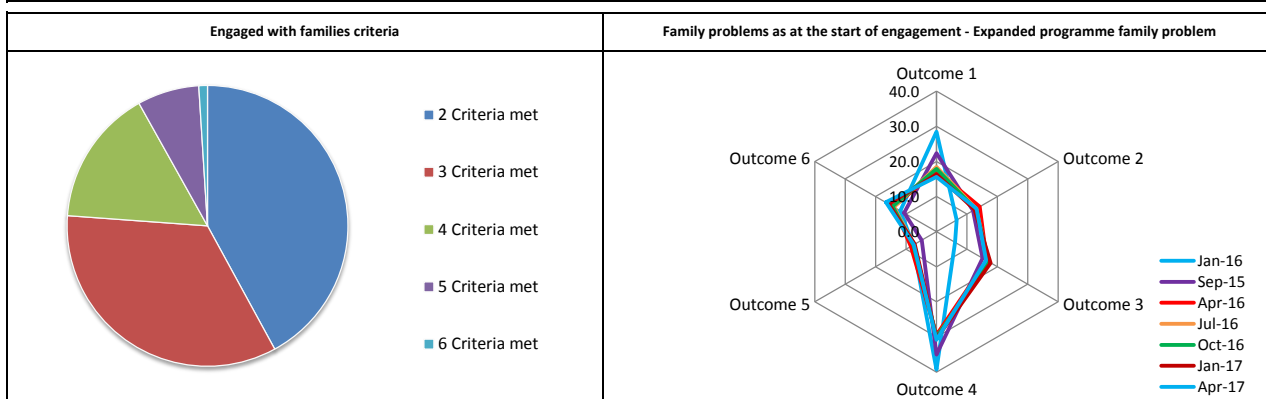 Engaged with families criteria
Family problems as at the start of engagement - Expanded programme family problem
2 Criteria met
3 Criteria met
4 Criteria met
5 Criteria met
6 Criteria met
Outcome 1
40.0
30.0
20.0
10.0
0.0
Outcome 2
Outcome 3
Outcome 4
Outcome 5
Outcome 6
Jan-16
Sep-15
Apr-16
Jul-16
Oct-16
Jan-17
Apr-17